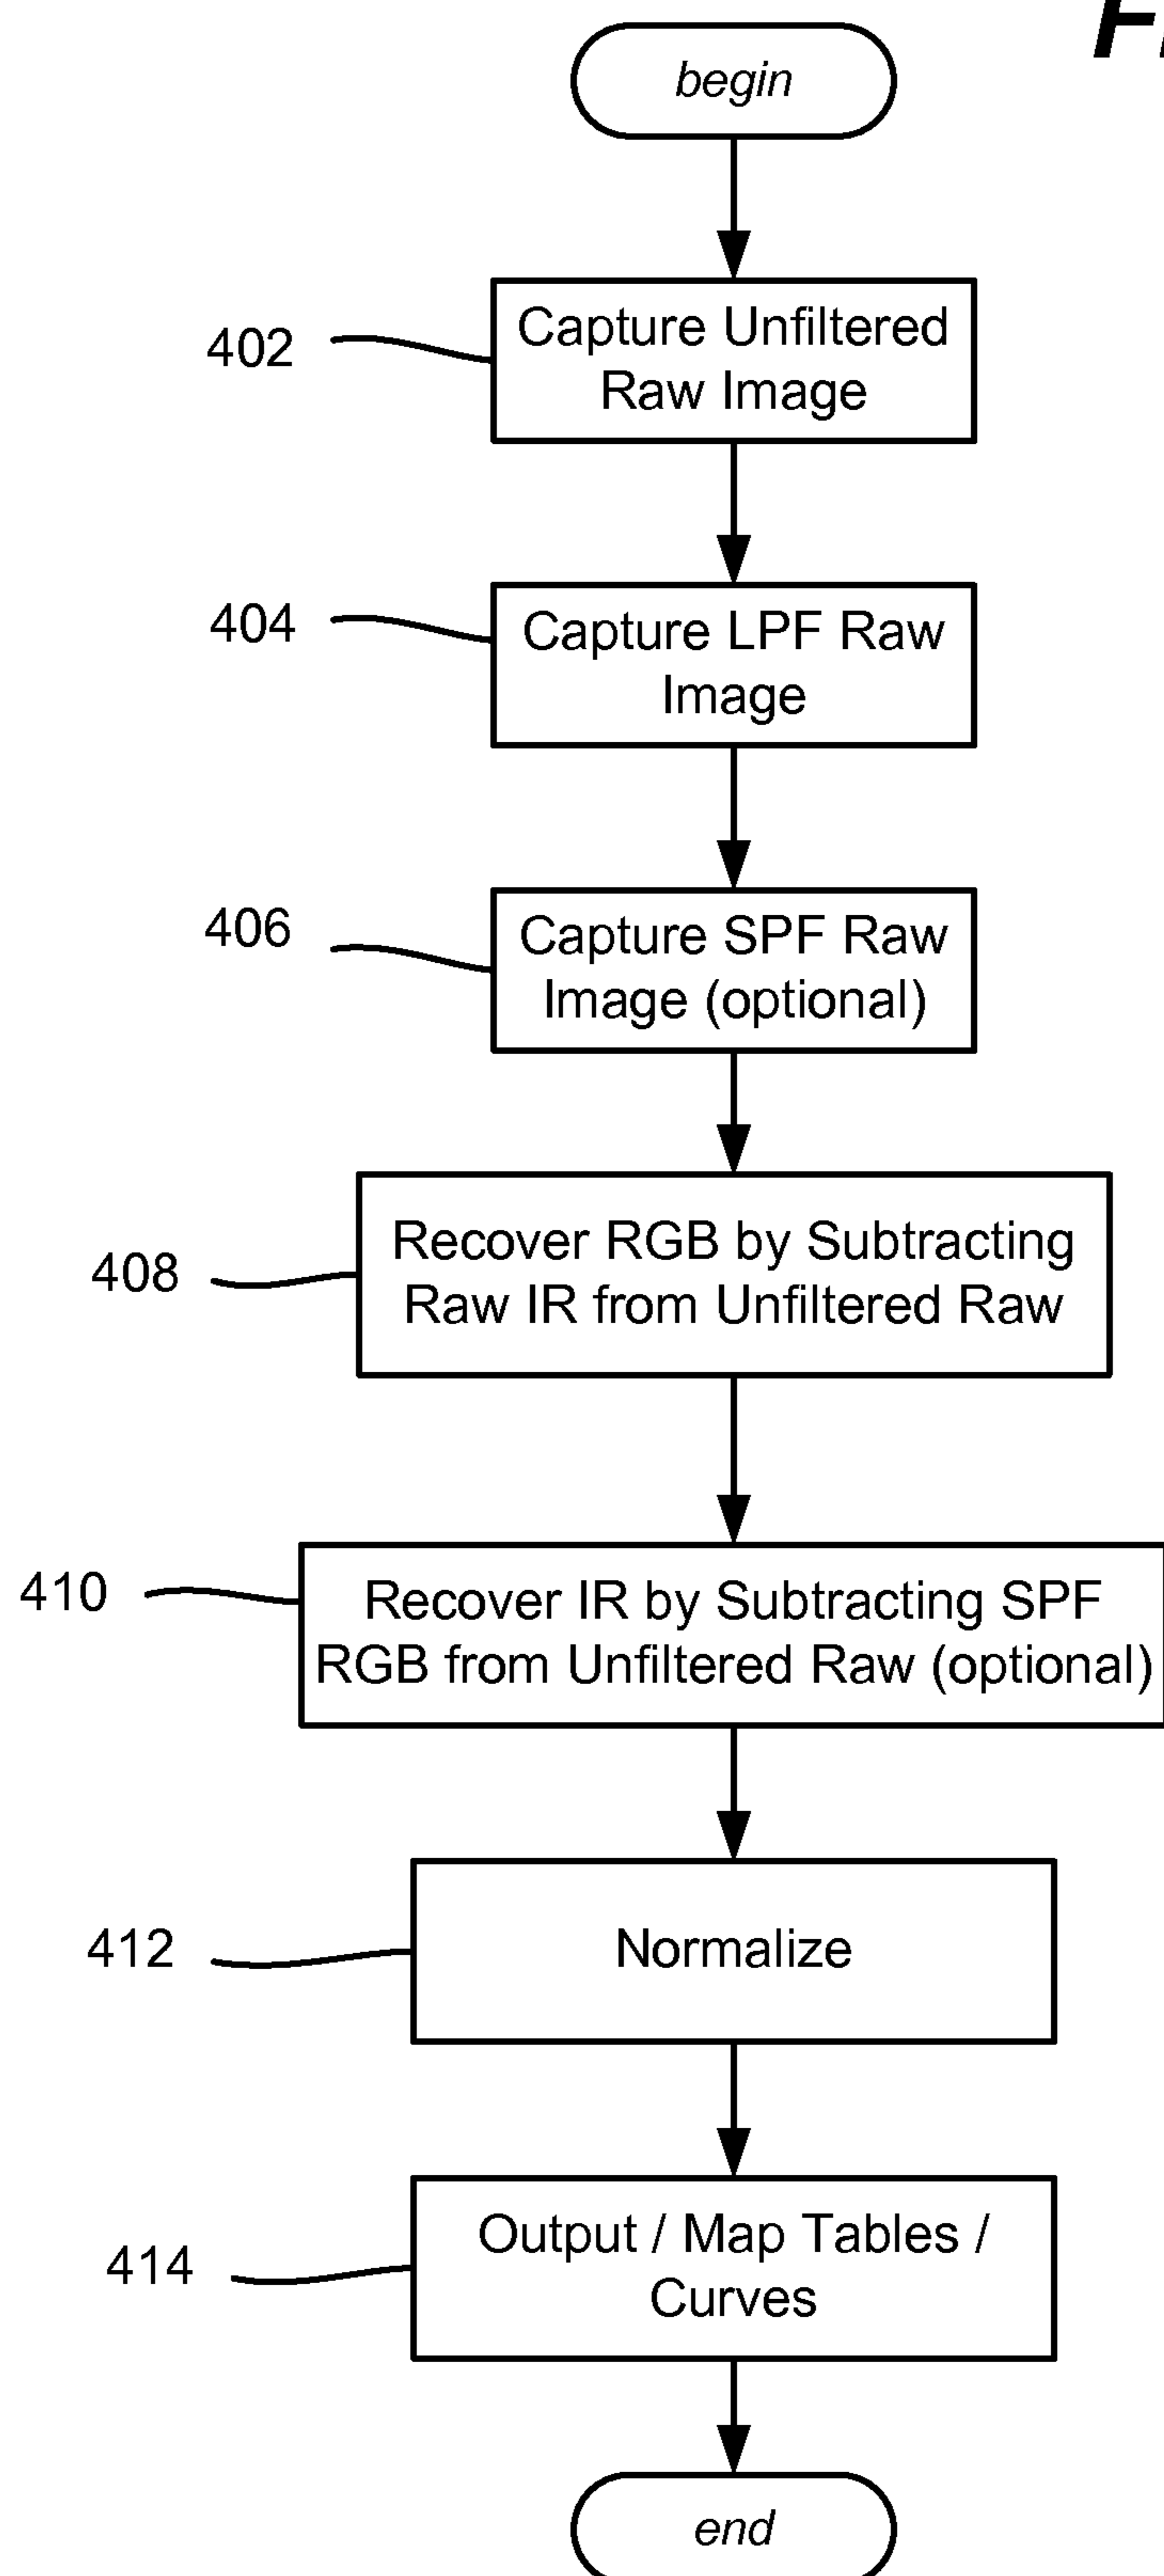 begin
402
Capture Unfiltered
Raw Image
404
Capture LPF Raw
Image
406
Capture SPF Raw
Image (optional)
408
Recover RGB by Subtracting
Raw IR from Unfiltered Raw
410
Recover IR by Subtracting SPF
RGB from Unfiltered Raw (optional)
412
Normalize
414
Output / Map Tables /
Curves
end